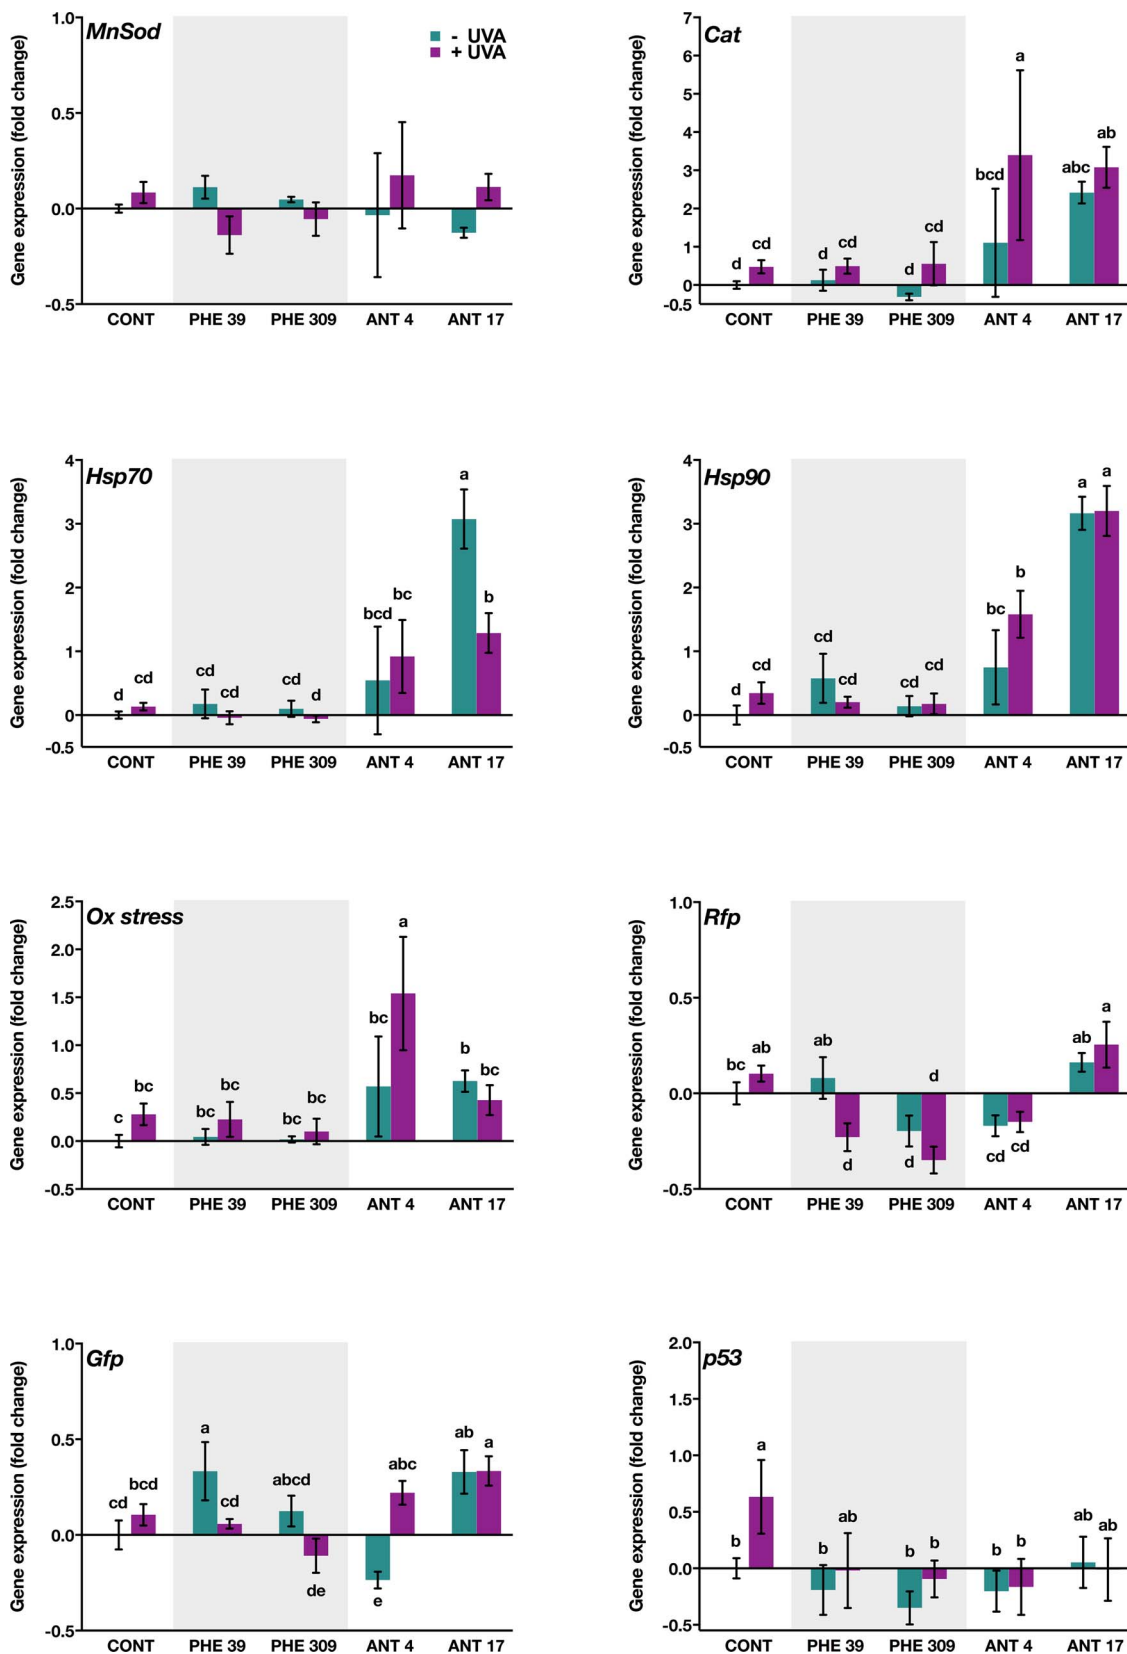 MnSod
- UVA
+ UVA
Gene expression (fold change)
1.0
0.5
0.0
-0.5
CONT PHE 39 PHE 309 ANT 4 ANT 17
Cat
Gene expression (fold change)
7
6
5
4
3
2
1
0
-0.5
d cd d cd d cd bcd a abc ab
CONT PHE 39 PHE 309 ANT 4 ANT 17
Hsp70
Gene expression (fold change)
4
3
2
1
0
-0.5
d cd cd cd cd d bcd bc a b
CONT PHE 39 PHE 309 ANT 4 ANT 17
Hsp90
Gene expression (fold change)
4
3
2
1
0
-0.5
d cd cd cd cd cd bc b a a
CONT PHE 39 PHE 309 ANT 4 ANT 17
Ox stress
Gene expression (fold change)
2.5
2.0
1.5
1.0
0.5
0.0
-0.5
c bc bc bc bc bc bc a b bc
CONT PHE 39 PHE 309 ANT 4 ANT 17
Rfp
Gene expression (fold change)
1.0
0.5
0.0
-0.5
bc ab ab d d d cd cd ab a
CONT PHE 39 PHE 309 ANT 4 ANT 17
Gfp
Gene expression (fold change)
1.0
0.5
0.0
-0.5
cd bcd a cd abcd de e abc ab a
CONT PHE 39 PHE 309 ANT 4 ANT 17
p53
Gene expression (fold change)
2.0
1.5
1.0
0.5
0.0
-0.5
b a b ab b b b b ab ab
CONT PHE 39 PHE 309 ANT 4 ANT 17